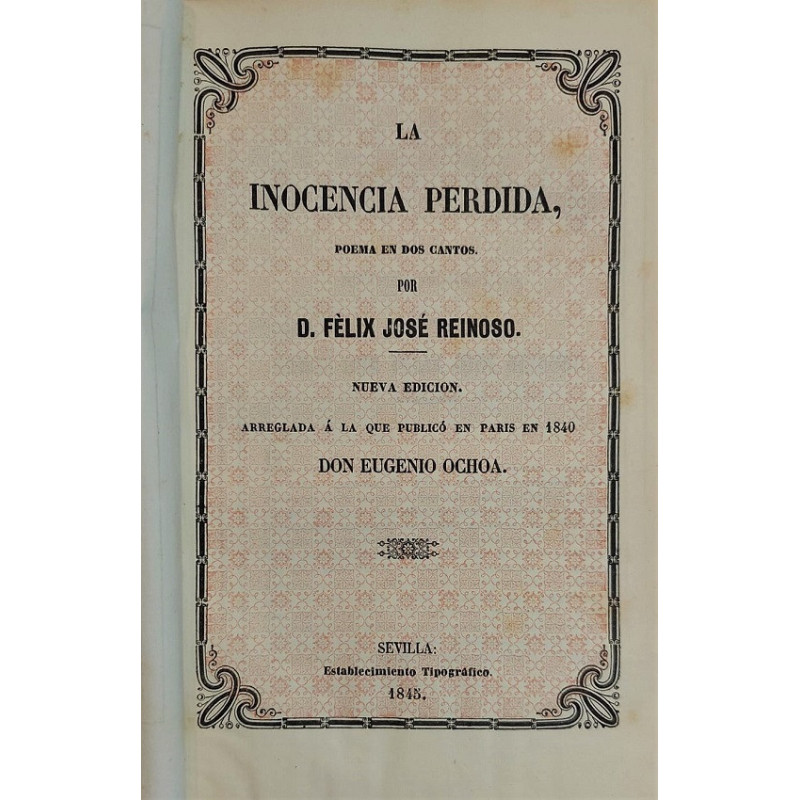 LA
INOCENCIA PERDIDA,
POEMA EN DOS CANTOS.
POR
D. FÈLIX JOSÉ REINOSO.
NUEVA EDICION.
ARREGLADA Á LA QUE PUBLICÓ EN PARIS EN 1840
DON EUGENIO OCHOA.
SEVILLA:
Establecimiento Tipográfico.
1845.